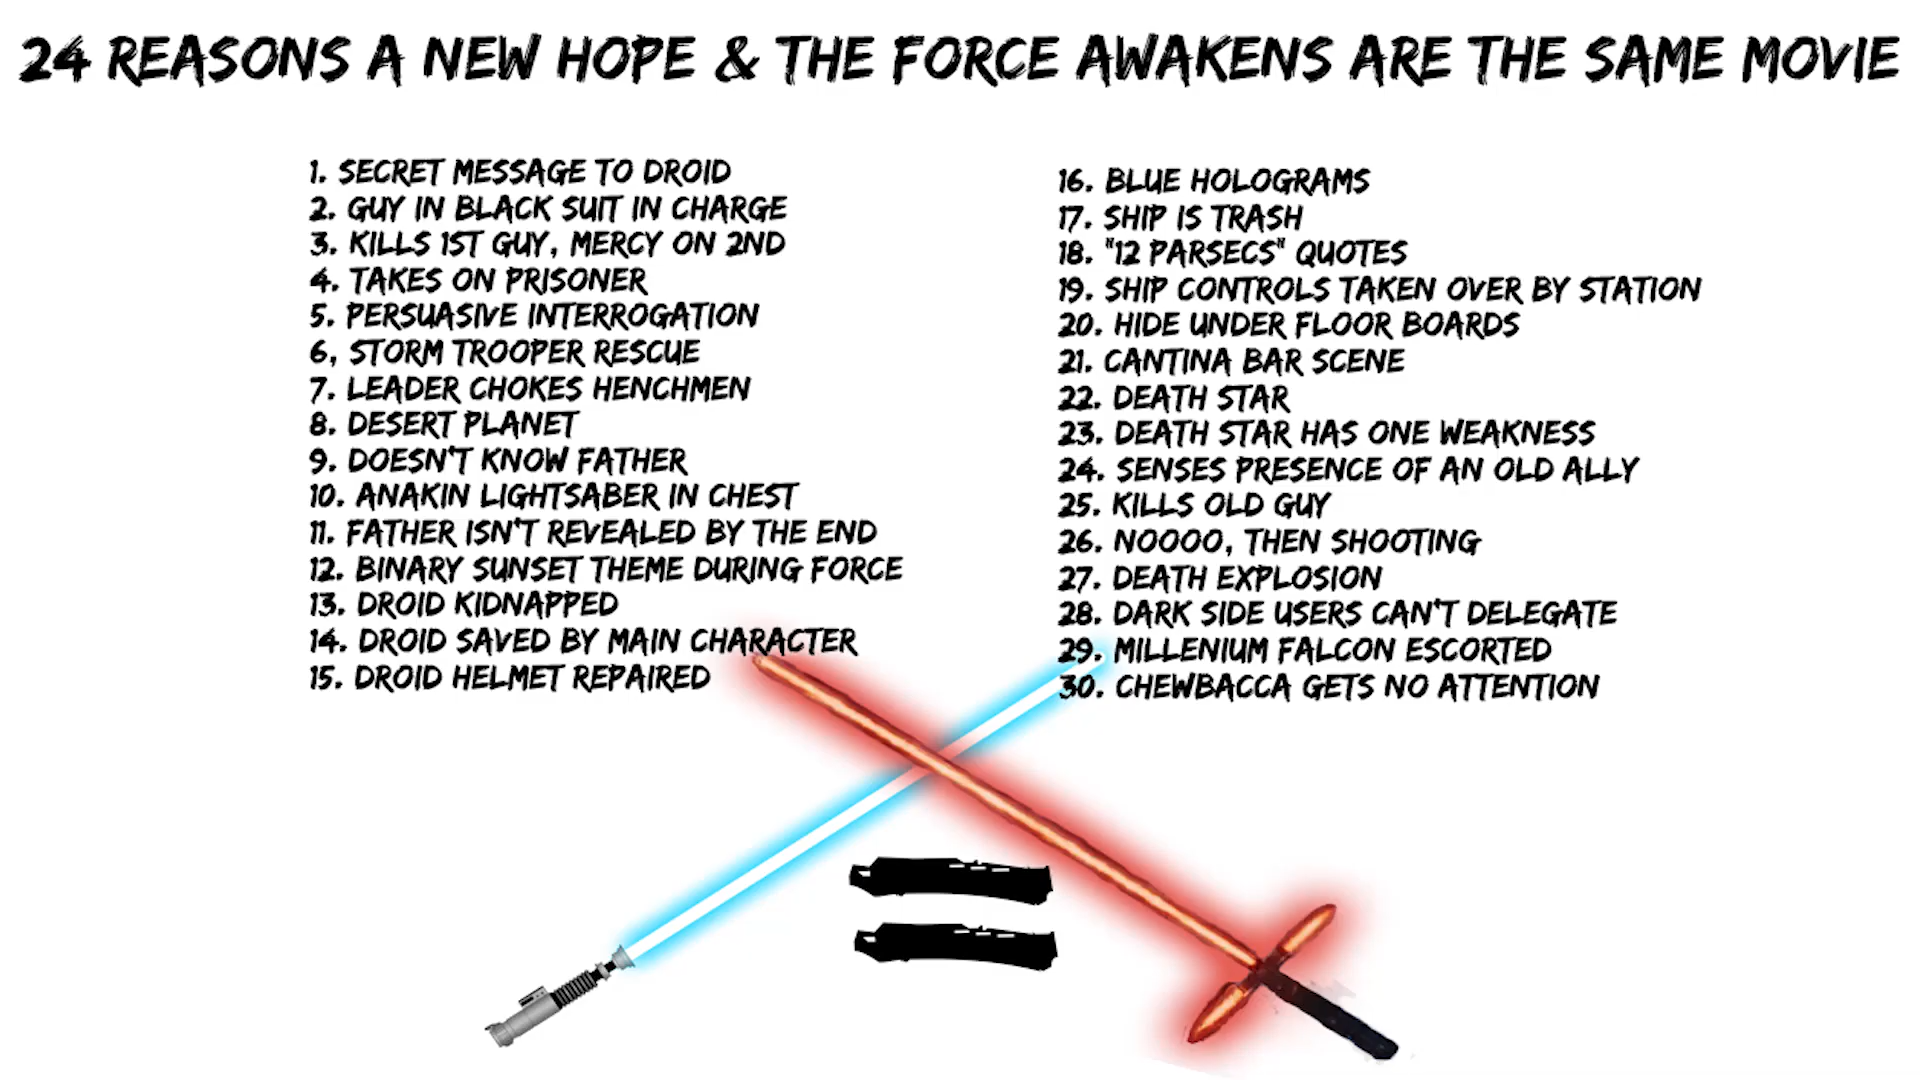 24 REASONS A NEW HOPE & THE FORCE AWAKENS ARE THE SAME MOVIE
1. SECRET MESSAGE TO DROID
2. GUY IN BLACK SUIT IN CHARGE
3. KILLS 1ST GUY, MERCY ON 2ND
4. TAKES ON PRISONER
5. PERSUASIVE INTERROGATION
6, STORM TROOPER RESCUE
7. LEADER CHOKES HENCHMEN
8. DESERT PLANET
9. DOESN'T KNOW FATHER
10. ANAKIN LIGHTSABER IN CHEST
11. FATHER ISN'T REVEALED BY THE END
12. BINARY SUNSET THEME DURING FORCE
13. DROID KIDNAPPED
14. DROID SAVED BY MAIN CHARACTER
15. DROID HELMET REPAIRED
16. BLUE HOLOGRAMS
17. SHIP IS TRASH
18. "12 PARSECS" QUOTES
19. SHIP CONTROLS TAKEN OVER BY STATION
20. HIDE UNDER FLOOR BOARDS
21. CANTINA BAR SCENE
22. DEATH STAR
23. DEATH STAR HAS ONE WEAKNESS
24. SENSES PRESENCE OF AN OLD ALLY
25. KILLS OLD GUY
26. NOOOO, THEN SHOOTING
27. DEATH EXPLOSION
28. DARK SIDE USERS CAN'T DELEGATE
29. MILLENIUM FALCON ESCORTED
30. CHEWBACCA GETS NO ATTENTION